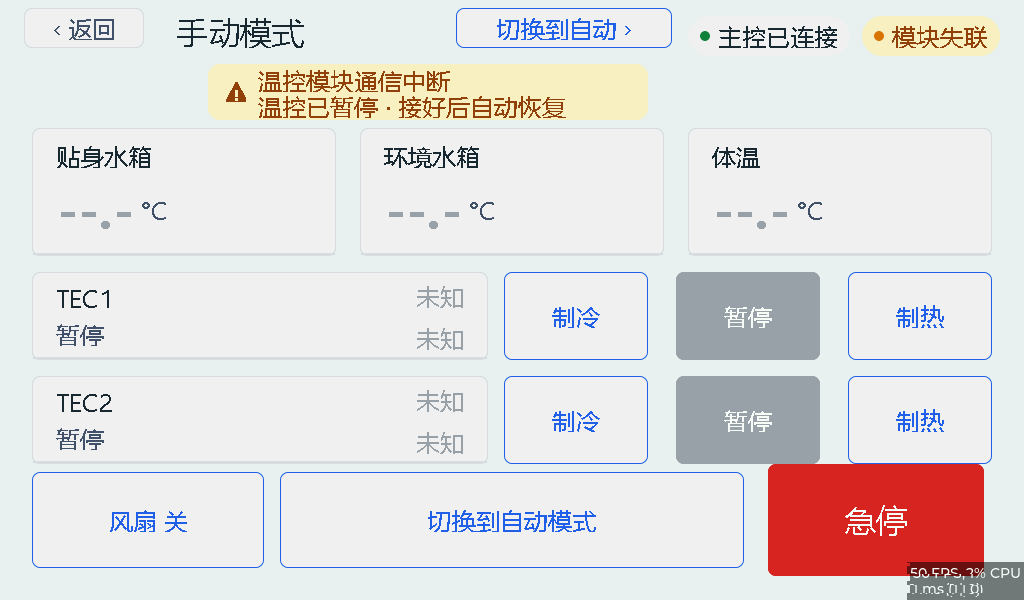 ‹ 返回
手动模式
切换到自动 ›
主控已连接
模块失联
温控模块通信中断
温控已暂停 · 接好后自动恢复
贴身水箱
--.- °C
环境水箱
--.- °C
体温
--.- °C
TEC1
未知
暂停
未知
制冷
暂停
制热
TEC2
未知
暂停
未知
制冷
暂停
制热
风扇 关
切换到自动模式
急停
50 FPS, 2% CPU